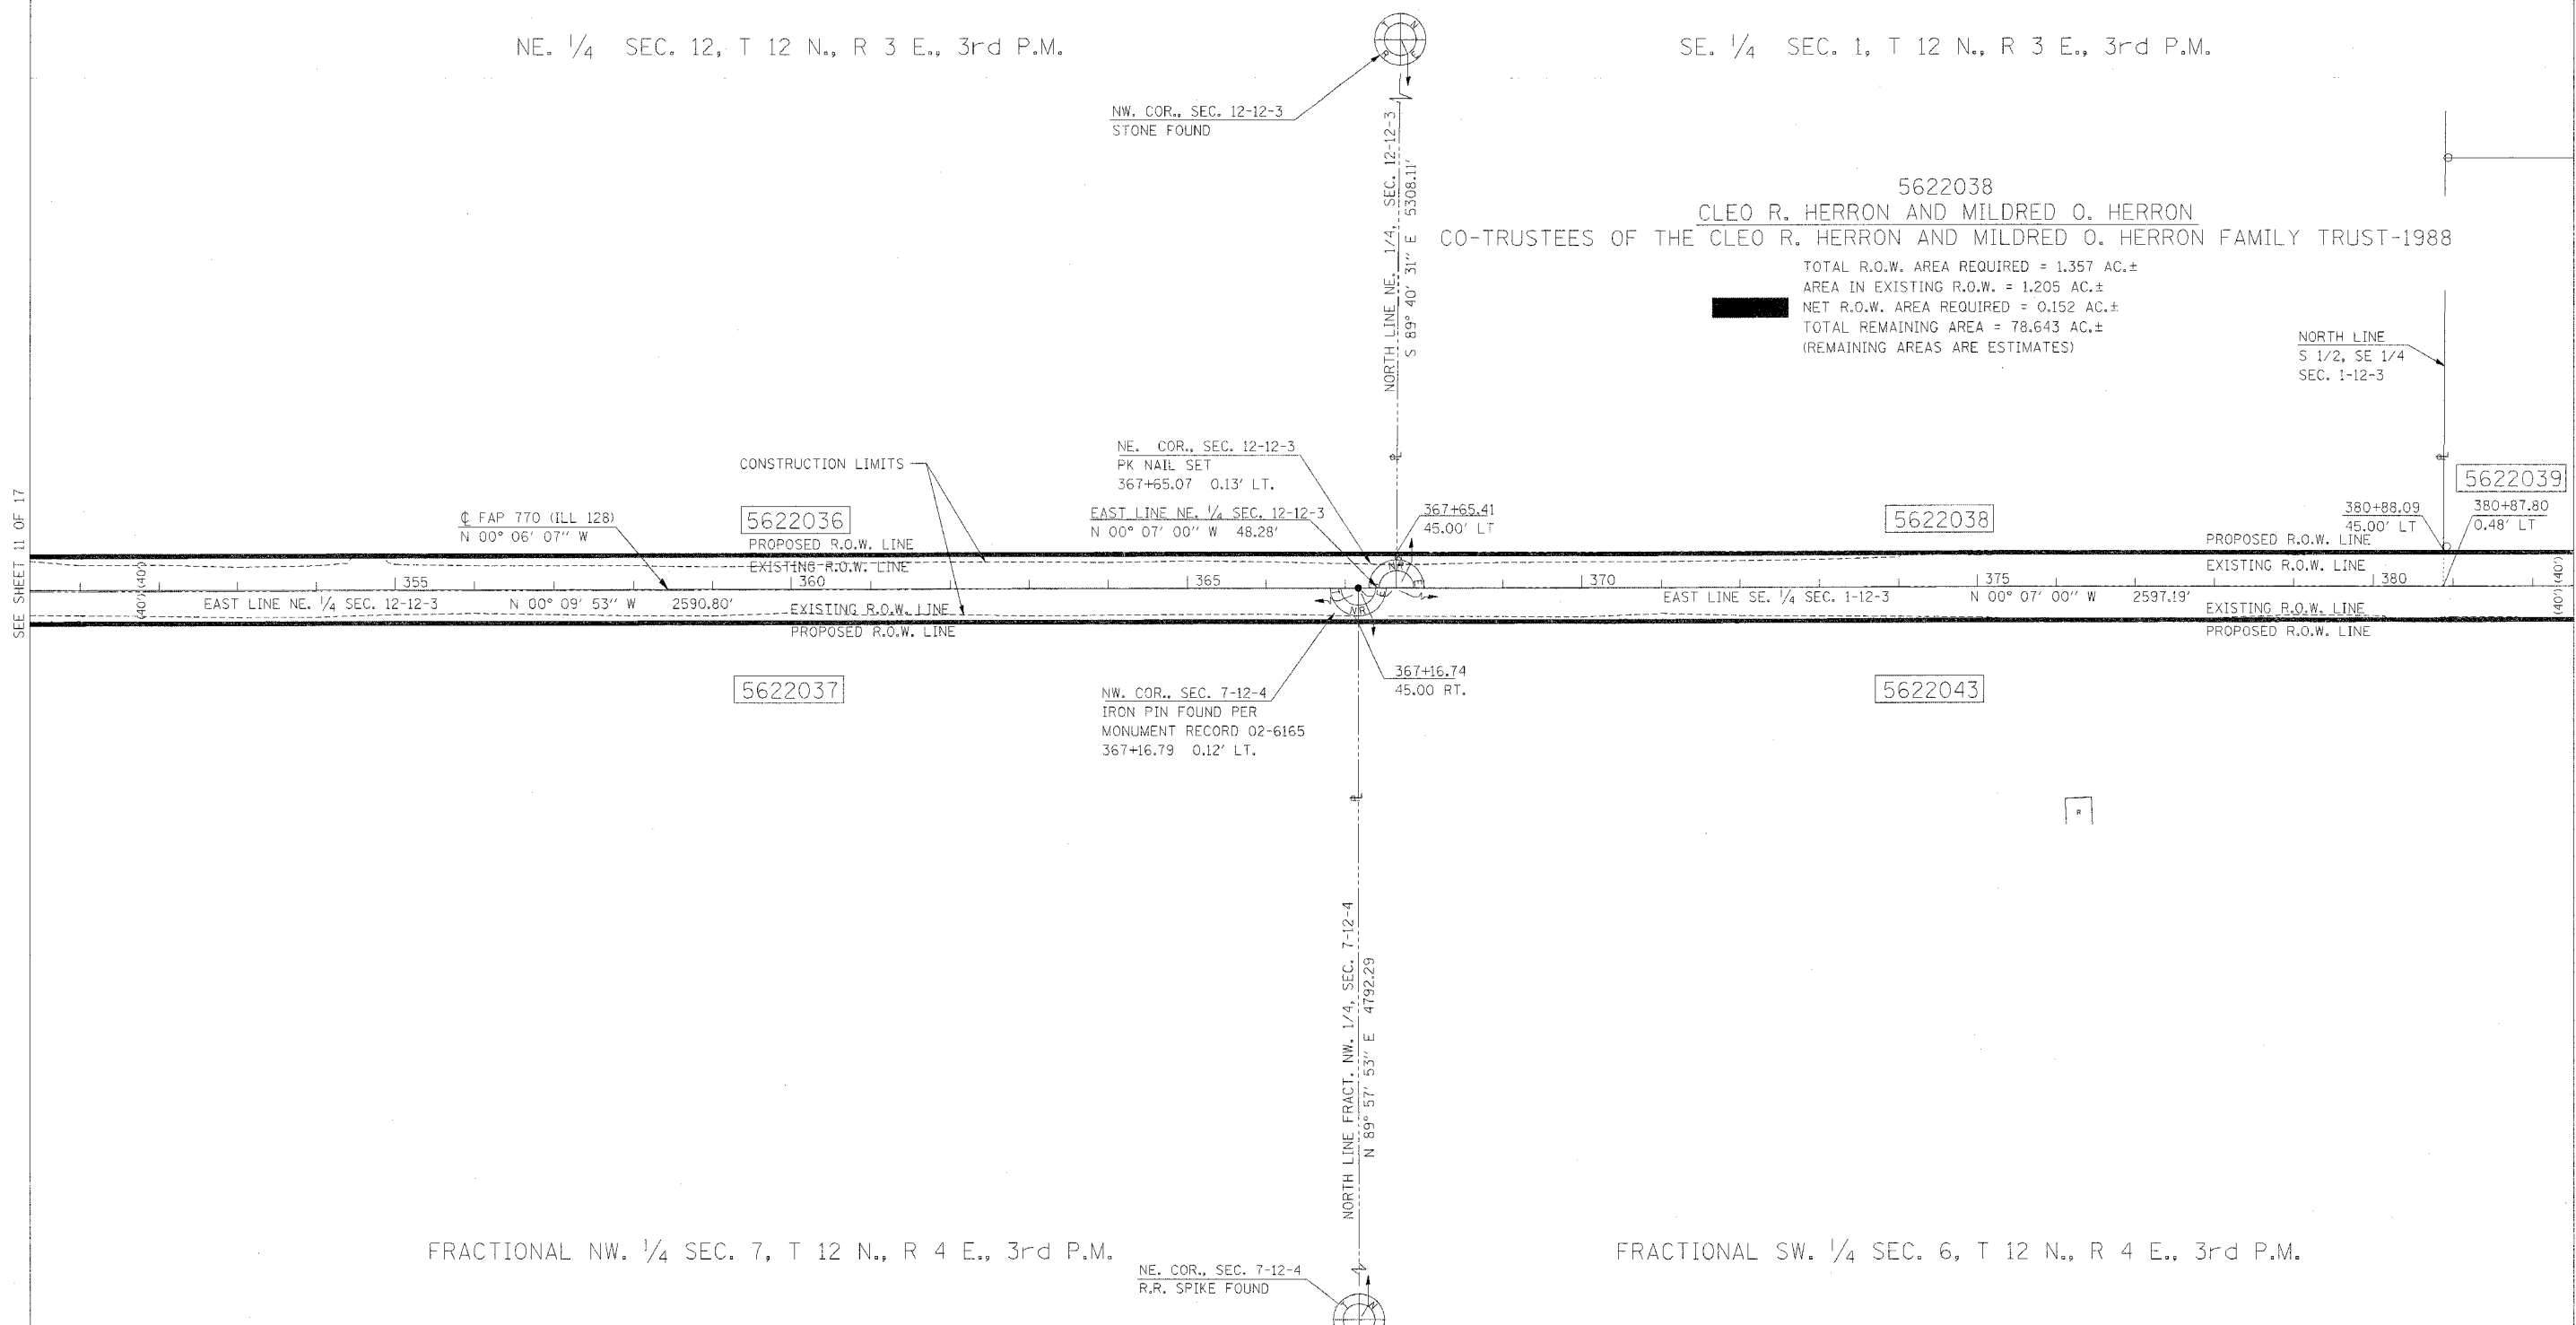 NE. 1/4 SEC. 12, T 12 N., R 3 E., 3rd P.M.
SE. 1/4 SEC. 1, T 12 N., R 3 E., 3rd P.M.
NW. COR., SEC. 12-12-3
STONE FOUND
NORTH LINE NE. 1/4, SEC. 12-12-3
S 89° 40' 31" E 5308.11'
5622038
CLEO R. HERRON AND MILDRED O. HERRON
CO-TRUSTEES OF THE CLEO R. HERRON AND MILDRED O. HERRON FAMILY TRUST-1988
TOTAL R.O.W. AREA REQUIRED = 1.357 AC.±
AREA IN EXISTING R.O.W. = 1.205 AC.±
NET R.O.W. AREA REQUIRED = 0.152 AC.±
TOTAL REMAINING AREA = 78.643 AC.±
(REMAINING AREAS ARE ESTIMATES)
NORTH LINE
S 1/2, SE 1/4
SEC. 1-12-3
SEE SHEET 11 OF 17
CONSTRUCTION LIMITS
NE. COR., SEC. 12-12-3
PK NAIL SET
367+65.07 0.13' LT.
EAST LINE NE. 1/4 SEC. 12-12-3
N 00° 07' 00" W 48.28'
367+65.41
45.00' LT
℄ FAP 770 (ILL 128)
N 00° 06' 07" W
5622036
5622038
5622039
380+88.09
45.00' LT
380+87.80
0.48' LT
PROPOSED R.O.W. LINE
EXISTING R.O.W. LINE
PROPOSED R.O.W. LINE
EXISTING R.O.W. LINE
(40')
(40')
355
360
365
370
375
380
(40')
(40')
EAST LINE NE. 1/4 SEC. 12-12-3 N 00° 09' 53" W 2590.80'
EAST LINE SE. 1/4 SEC. 1-12-3 N 00° 07' 00" W 2597.19'
EXISTING R.O.W. LINE
PROPOSED R.O.W. LINE
EXISTING R.O.W. LINE
PROPOSED R.O.W. LINE
5622037
NW. COR., SEC. 7-12-4
IRON PIN FOUND PER
MONUMENT RECORD 02-6165
367+16.79 0.12' LT.
367+16.74
45.00 RT.
5622043
R
NORTH LINE FRACT. NW. 1/4, SEC. 7-12-4
N 89° 57' 53" E 4792.29
FRACTIONAL NW. 1/4 SEC. 7, T 12 N., R 4 E., 3rd P.M.
FRACTIONAL SW. 1/4 SEC. 6, T 12 N., R 4 E., 3rd P.M.
NE. COR., SEC. 7-12-4
R.R. SPIKE FOUND